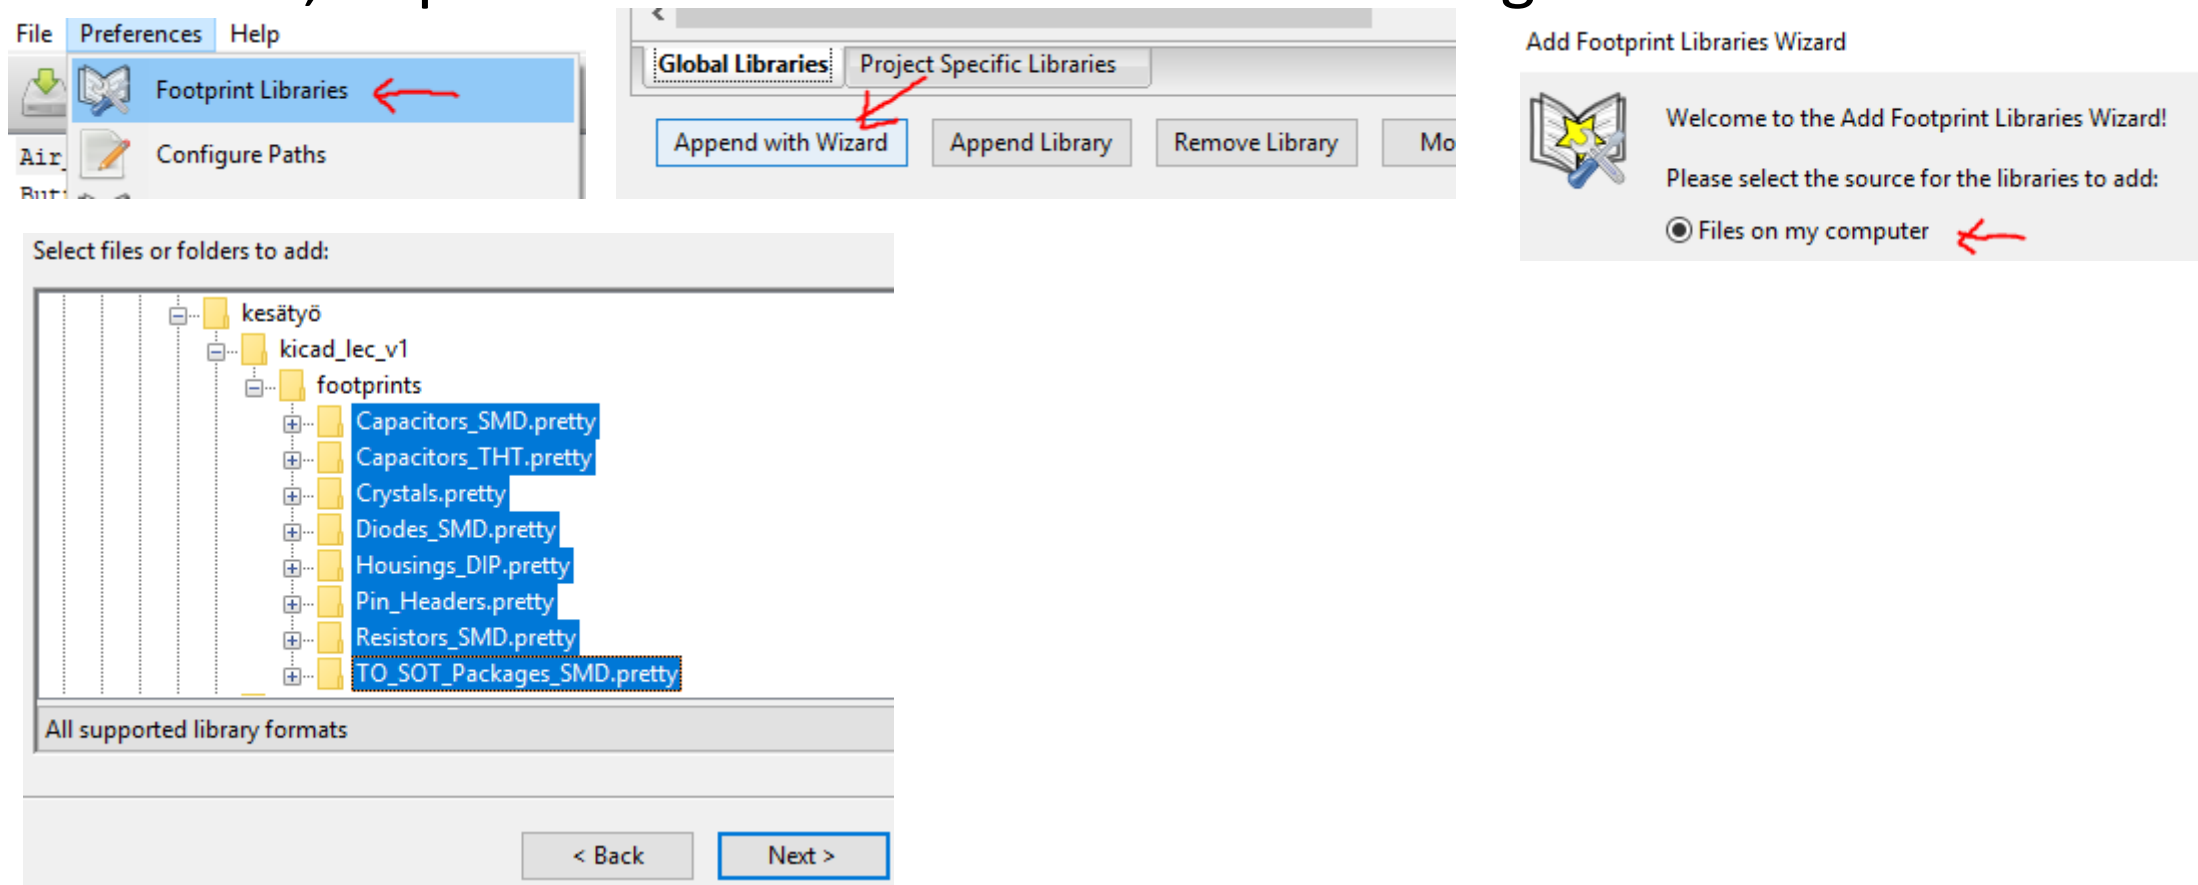 File Preferences Help
Footprint Libraries
Air_
Configure Paths
Global Libraries Project Specific Libraries
Append with Wizard Append Library Remove Library Mo
Add Footprint Libraries Wizard
Welcome to the Add Footprint Libraries Wizard!
Please select the source for the libraries to add:
Files on my computer
Select files or folders to add:
kesätyö
kicad_lec_v1
footprints
Capacitors_SMD.pretty
Capacitors_THT.pretty
Crystals.pretty
Diodes_SMD.pretty
Housings_DIP.pretty
Pin_Headers.pretty
Resistors_SMD.pretty
TO_SOT_Packages_SMD.pretty
All supported library formats
< Back Next >